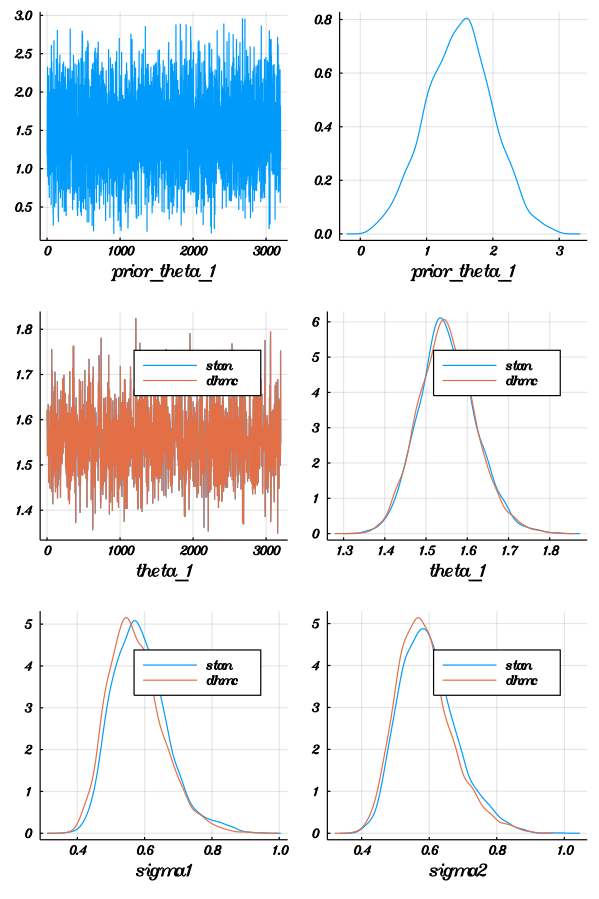 3.0
2.5
2.0
1.5
1.0
0.5
0 1000 2000 3000
prior_theta_1
0.8
0.6
0.4
0.2
0.0
0 1 2 3
prior_theta_1
1.8
1.7
1.6
1.5
1.4
stan
dhmc
0 1000 2000 3000
theta_1
6
5
4
3
2
1
0
stan
dhmc
1.3 1.4 1.5 1.6 1.7 1.8
theta_1
5
4
3
2
1
0
stan
dhmc
0.4 0.6 0.8 1.0
sigma1
5
4
3
2
1
0
stan
dhmc
0.4 0.6 0.8 1.0
sigma2